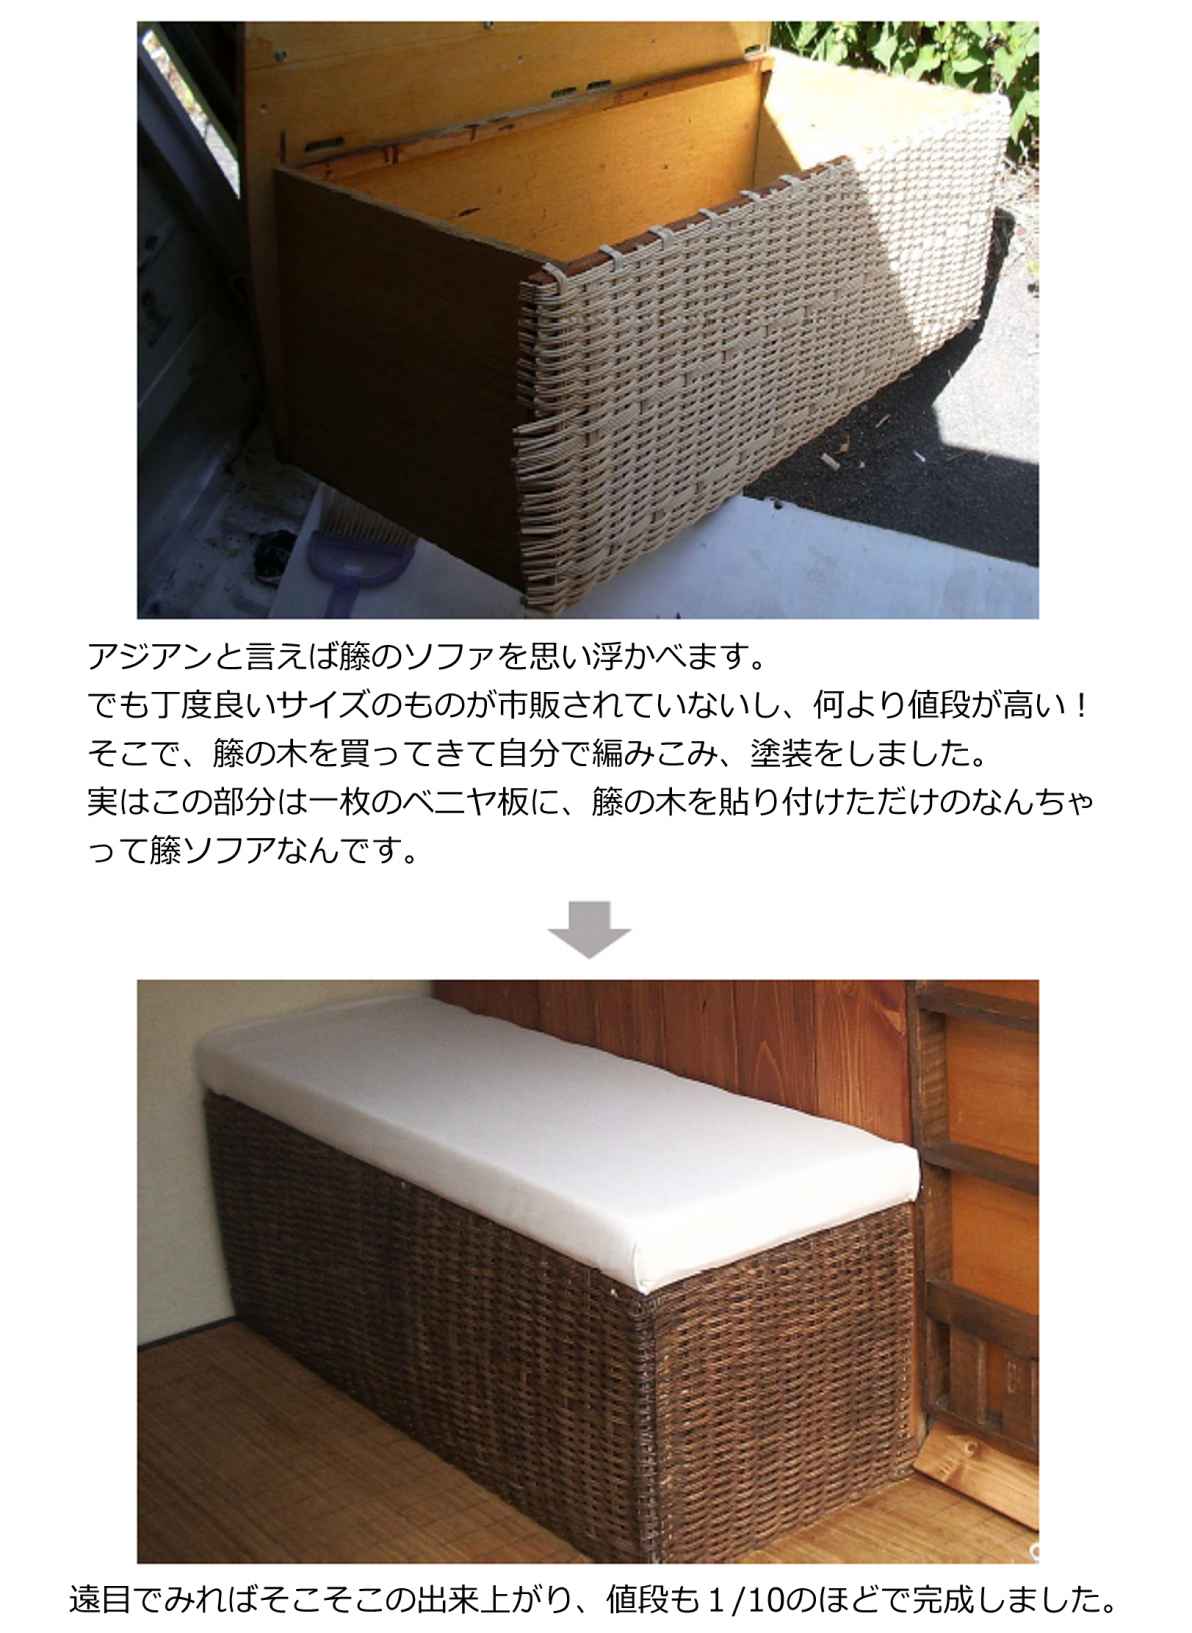 アジアンと言えば籐のソファを思い浮かべます。
でも丁度良いサイズのものが市販されていないし、何より値段が高い！
そこで、籐の木を買ってきて自分で編みこみ、塗装をしました。
実はこの部分は一枚のベニヤ板に、籐の木を貼り付けただけのなんちゃ
って籐ソフアなんです。
遠目でみればそこそこの出来上がり、値段も１/10のほどで完成しました。